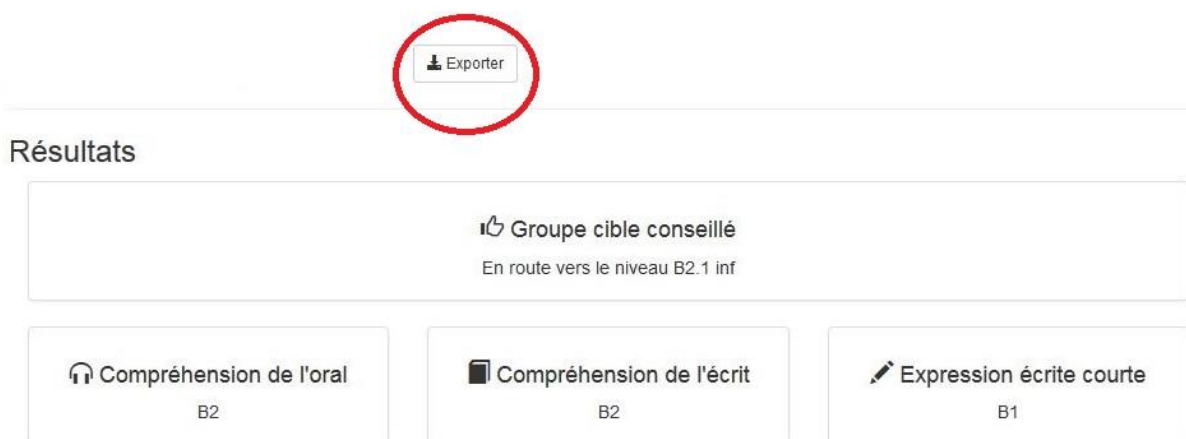 Exporter
Résultats
Groupe cible conseillé
En route vers le niveau B2.1 inf
Compréhension de l'oral
B2
Compréhension de l'écrit
B2
Expression écrite courte
B1